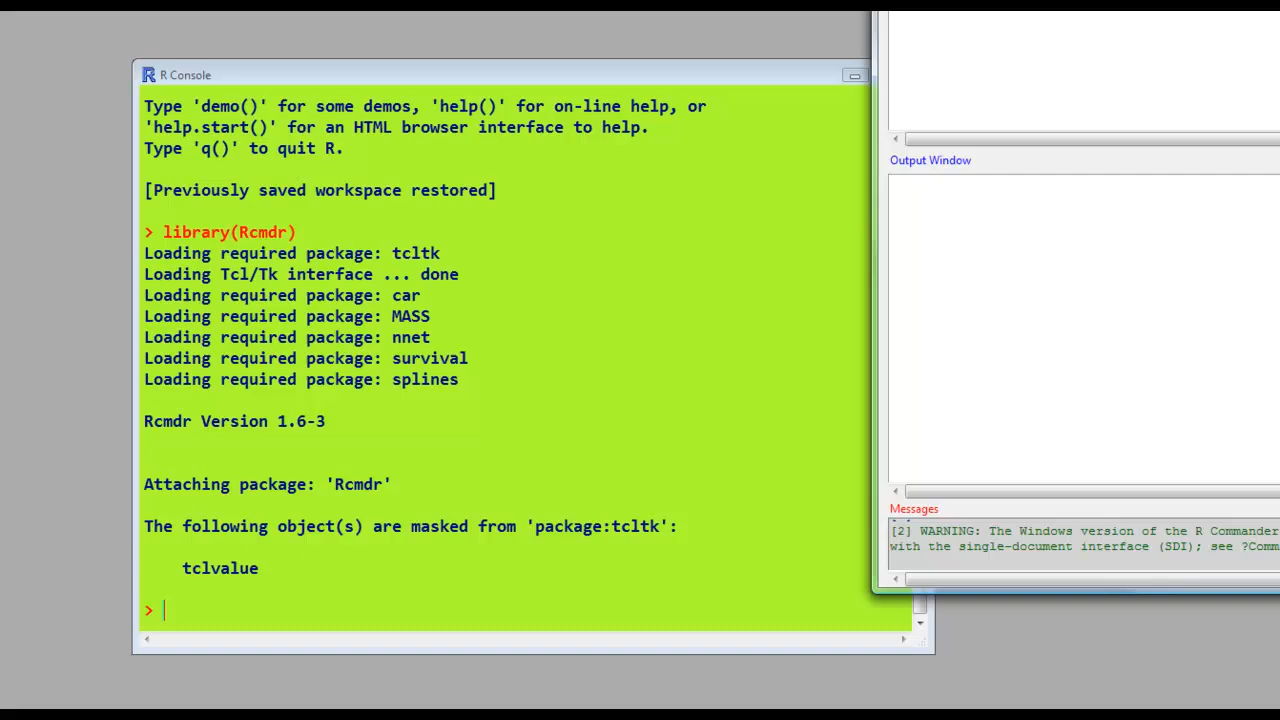 R Console
Type 'demo()' for some demos, 'help()' for on-line help, or
'help.start()' for an HTML browser interface to help.
Type 'q()' to quit R.
[Previously saved workspace restored]
> library(Rcmdr)
Loading required package: tcltk
Loading Tcl/Tk interface ... done
Loading required package: car
Loading required package: MASS
Loading required package: nnet
Loading required package: survival
Loading required package: splines
Rcmdr Version 1.6-3
Attaching package: 'Rcmdr'
The following object(s) are masked from 'package:tcltk':
tclvalue
>
Output Window
Messages
[2] WARNING: The Windows version of the R Commander
with the single-document interface (SDI); see ?Comm